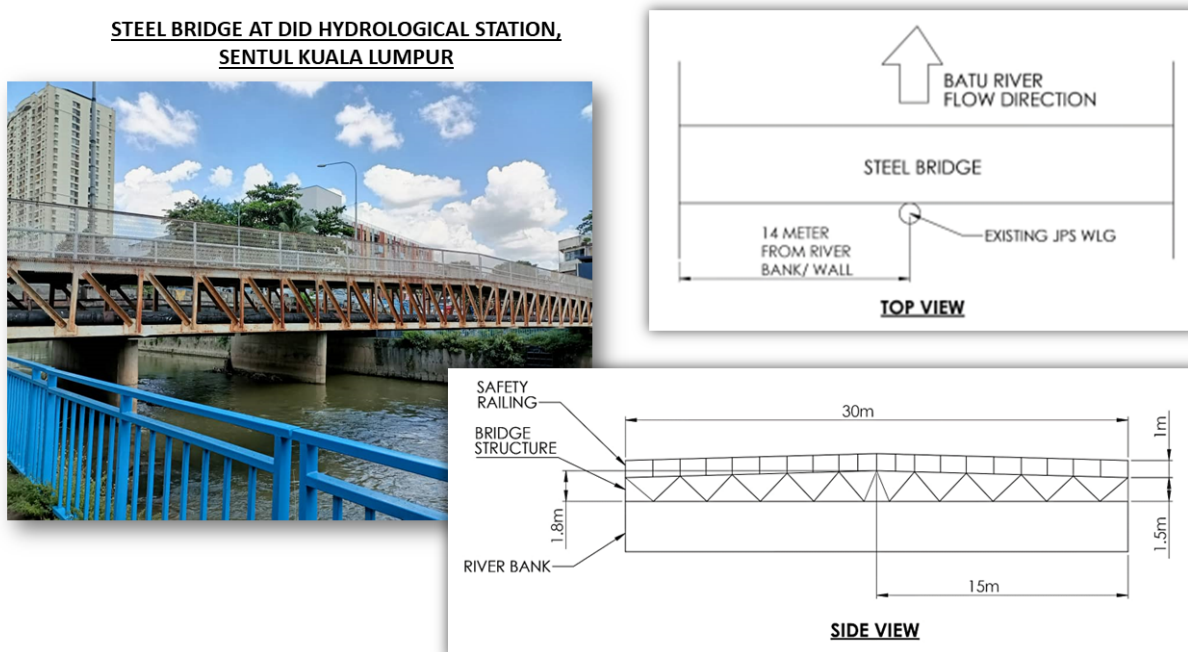 STEEL BRIDGE AT DID HYDROLOGICAL STATION,
SENTUL KUALA LUMPUR
BATU RIVER
FLOW DIRECTION
STEEL BRIDGE
14 METER
FROM RIVER
BANK/ WALL
EXISTING JPS WLG
TOP VIEW
SAFETY
RAILING
30m
1m
BRIDGE
STRUCTURE
1.8m
1.5m
RIVER BANK
15m
SIDE VIEW